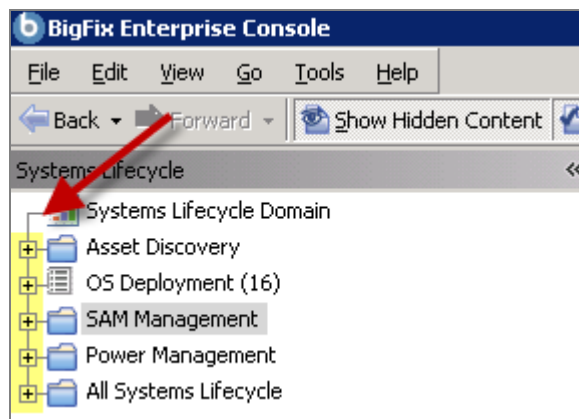 BigFix Enterprise Console
File Edit View Go Tools Help
Back Forward Show Hidden Content
Systems Lifecycle
Systems Lifecycle Domain
Asset Discovery
OS Deployment (16)
SAM Management
Power Management
All Systems Lifecycle